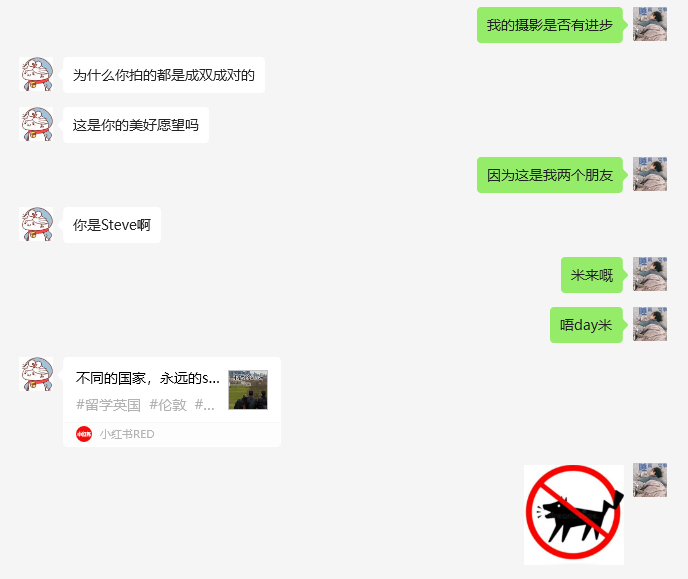 我的摄影是否有进步
为什么你拍的都是成双成对的
这是你的美好愿望吗
因为这是我两个朋友
你是Steve啊
米来嘅
唔day米
不同的国家，永远的s...
#留学英国 #伦敦 #...
小红书 小红书RED